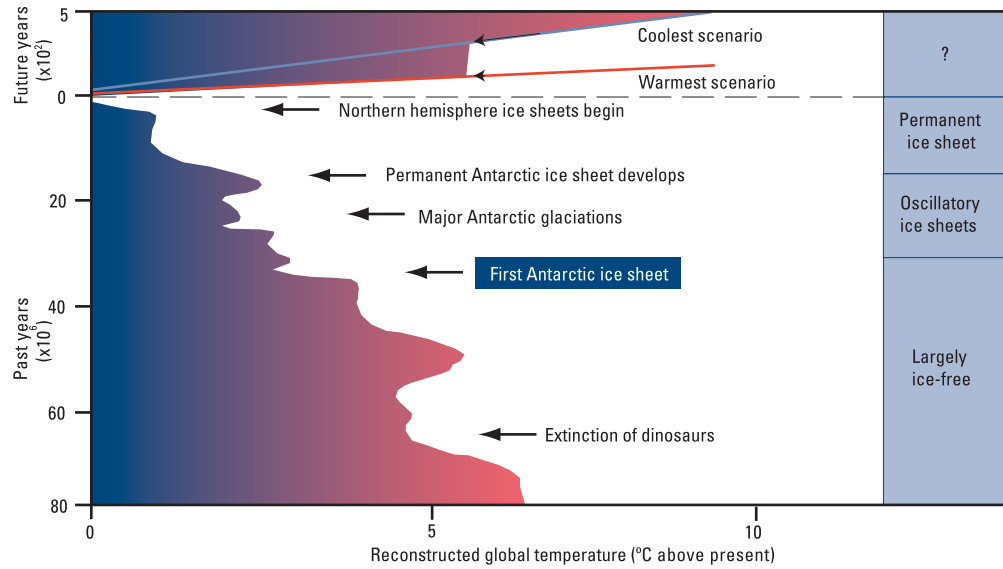 Future years
(x10²)
5
0
Coolest scenario
Warmest scenario
?
Northern hemisphere ice sheets begin
Permanent
ice sheet
Permanent Antarctic ice sheet develops
20
Major Antarctic glaciations
Oscillatory
ice sheets
First Antarctic ice sheet
Past years
(x10⁶)
40
Largely
ice-free
60
Extinction of dinosaurs
80
0
5
10
Reconstructed global temperature (ºC above present)